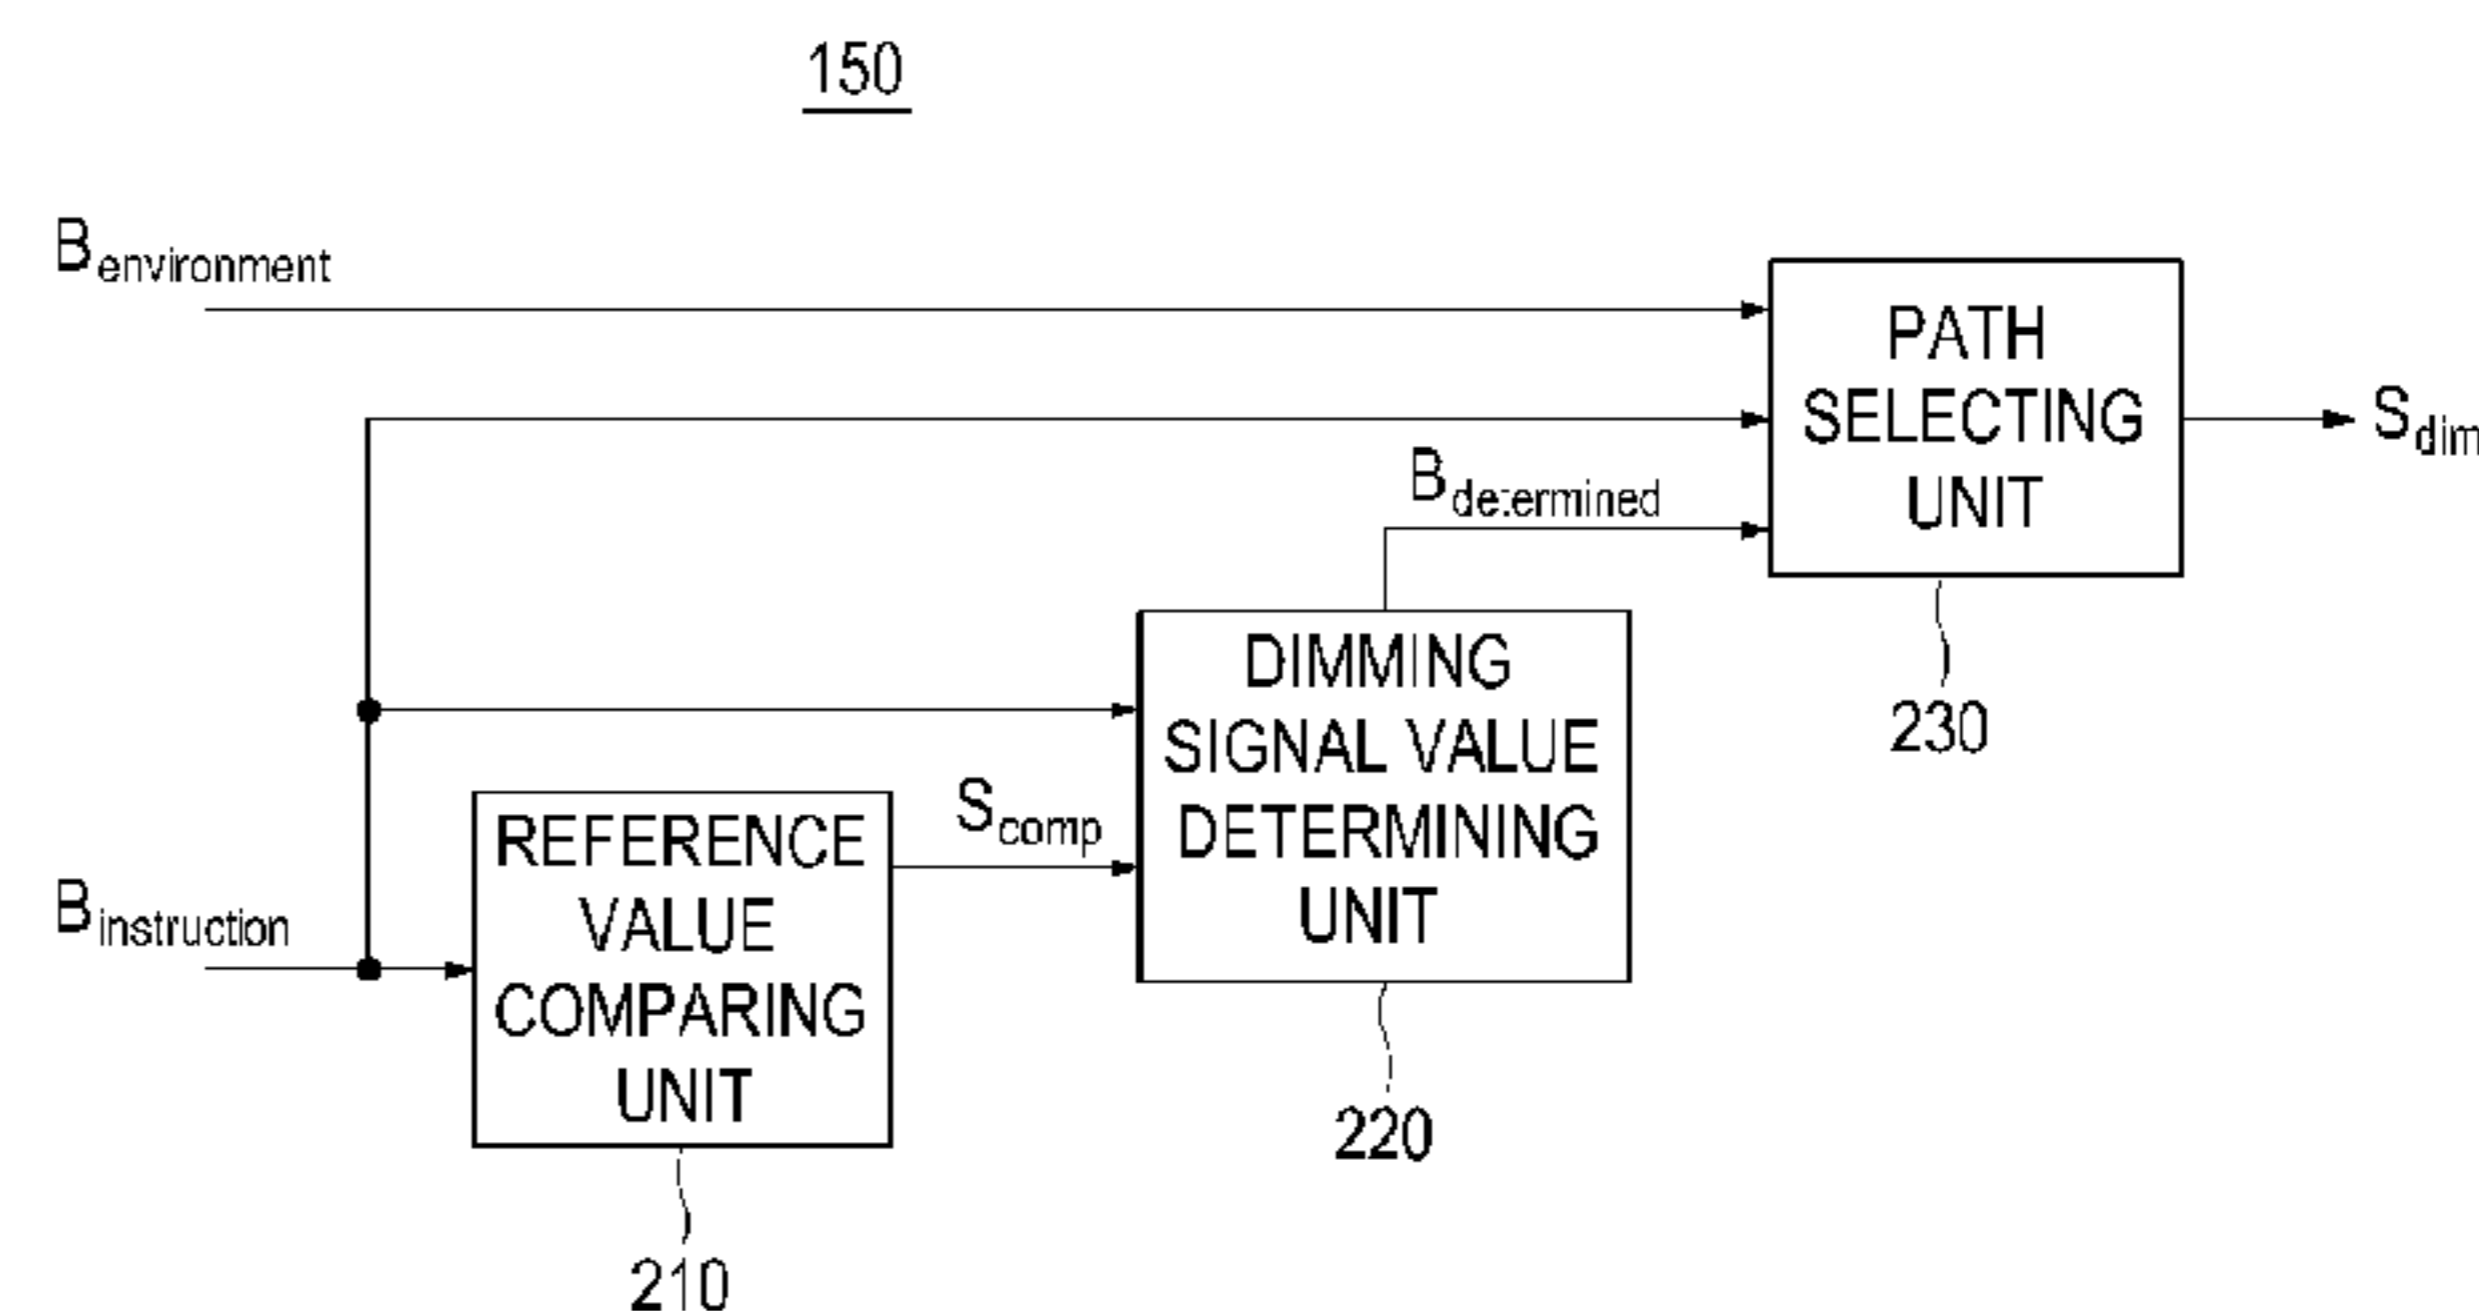 150
Benvironment
PATH
SELECTING
UNIT
Sdim
Bdetermined
230
DIMMING
SIGNAL VALUE
DETERMINING
UNIT
Scomp
REFERENCE
VALUE
COMPARING
UNIT
Binstruction
220
210